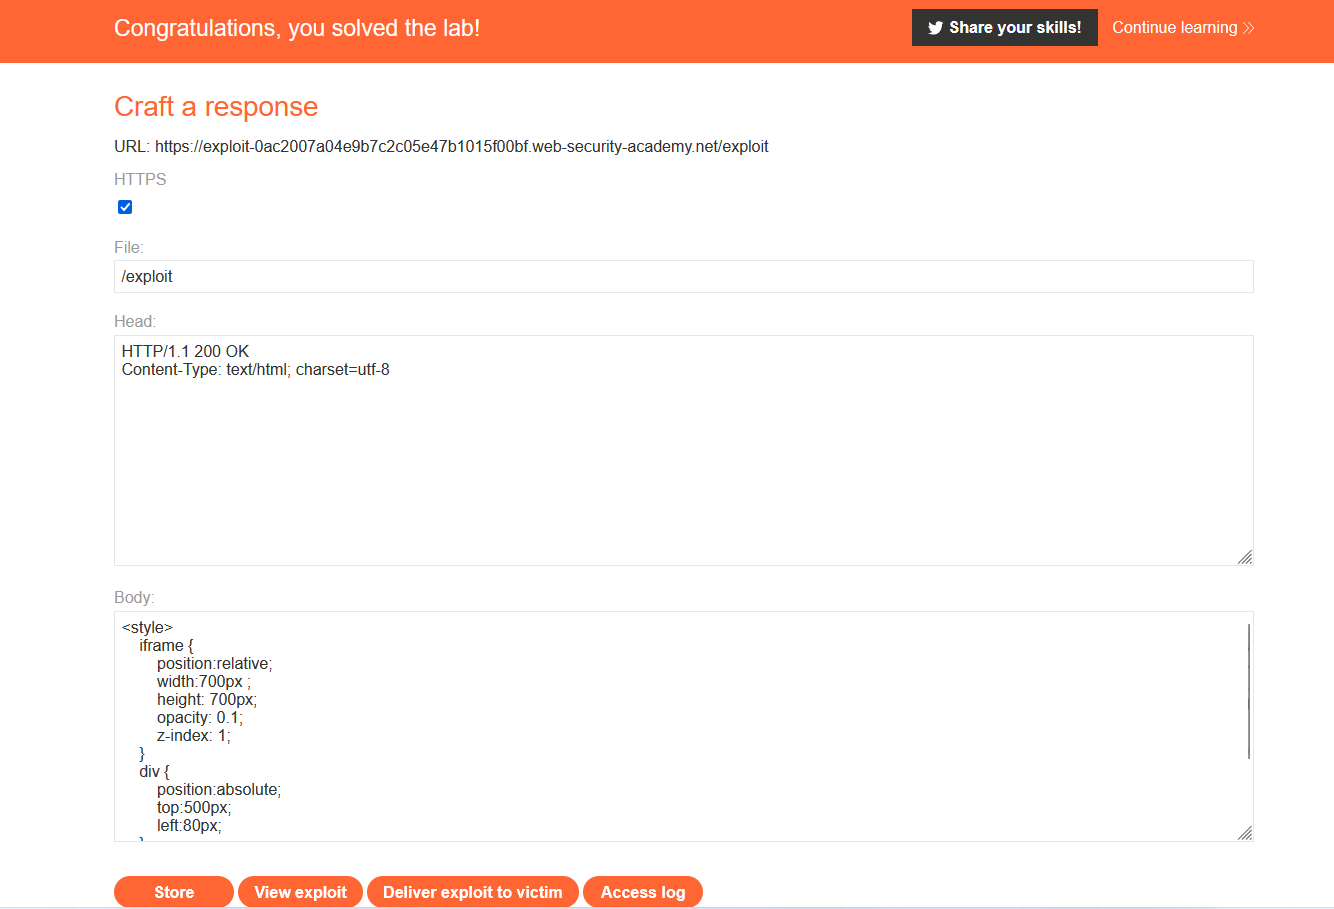 Congratulations, you solved the lab!
Share your skills!
Continue learning
Craft a response
URL: https://exploit-0ac2007a04e9b7c2c05e47b1015f00bf.web-security-academy.net/exploit
HTTPS
File:
/exploit
Head:
HTTP/1.1 200 OK
Content-Type: text/html; charset=utf-8
Body:
<style>
iframe {
position:relative;
width:700px ;
height: 700px;
opacity: 0.1;
z-index: 1;
}
div {
position:absolute;
top:500px;
left:80px;
}
Store
View exploit
Deliver exploit to victim
Access log